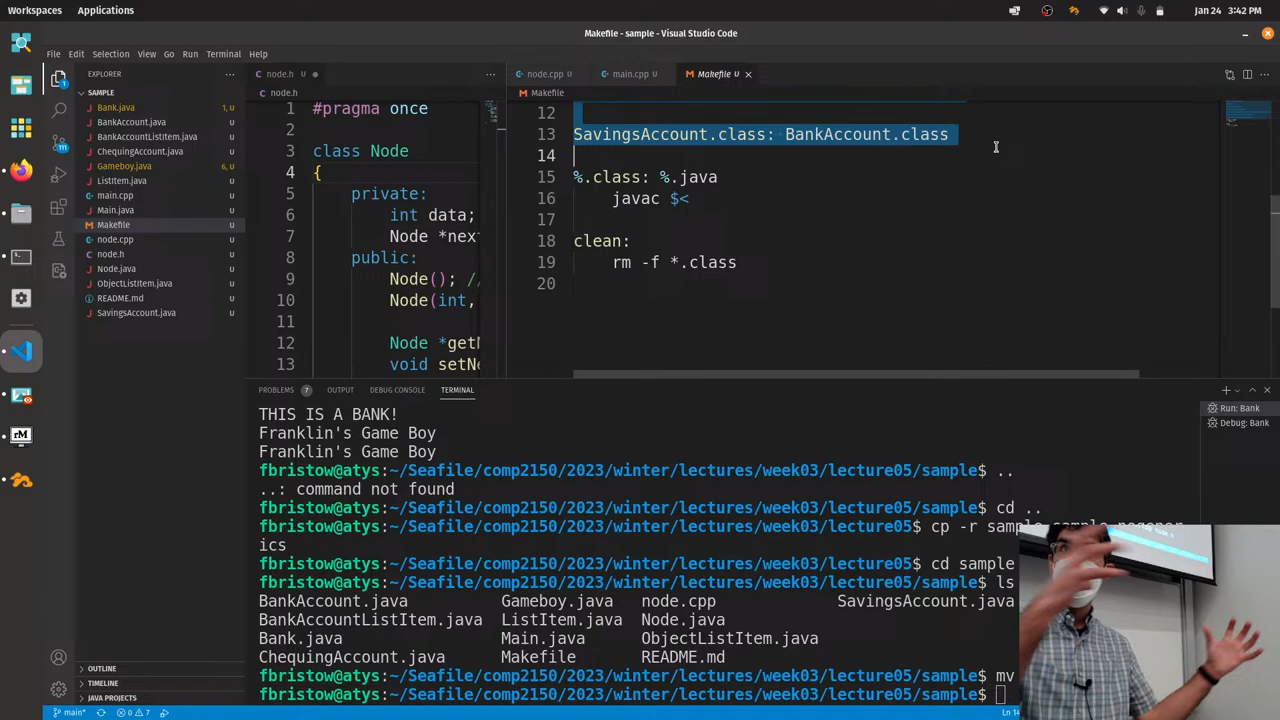 Workspaces Applications Jan 24 3:42 PM
Makefile - sample - Visual Studio Code
File Edit Selection View Go Run Terminal Help
EXPLORER
SAMPLE
Bank.java 1, U
BankAccount.java U
BankAccountListItem.java U
ChequingAccount.java U
Gameboy.java 6, U
ListItem.java U
main.cpp U
Main.java U
Makefile U
node.cpp U
node.h U
Node.java U
ObjectListItem.java U
README.md U
SavingsAccount.java U
OUTLINE
TIMELINE
JAVA PROJECTS
main* 0 7
node.h U
node.h
1 #pragma once
2
3 class Node
4 {
5 private:
6 int data;
7 Node *next
8 public:
9 Node(); //
10 Node(int,
11
12 Node *getN
13 void setNe
node.cpp U main.cpp U Makefile U
Makefile
12
13 SavingsAccount.class: BankAccount.class
14
15 %.class: %.java
16 javac $<
17
18 clean:
19 rm -f *.class
20
PROBLEMS 7 OUTPUT DEBUG CONSOLE TERMINAL
Run: Bank
Debug: Bank
THIS IS A BANK!
Franklin's Game Boy
Franklin's Game Boy
fbristow@atys:~/Seafile/comp2150/2023/winter/lectures/week03/lecture05/sample$ ..
..: command not found
fbristow@atys:~/Seafile/comp2150/2023/winter/lectures/week03/lecture05/sample$ cd ..
fbristow@atys:~/Seafile/comp2150/2023/winter/lectures/week03/lecture05$ cp -r sample
ics
fbristow@atys:~/Seafile/comp2150/2023/winter/lectures/week03/lecture05$ cd sample
fbristow@atys:~/Seafile/comp2150/2023/winter/lectures/week03/lecture05/sample$ ls
BankAccount.java Gameboy.java node.cpp SavingsAccount.java
BankAccountListItem.java ListItem.java Node.java
Bank.java Main.java ObjectListItem.java
ChequingAccount.java Makefile README.md
fbristow@atys:~/Seafile/comp2150/2023/winter/lectures/week03/lecture05/sample$ mv
fbristow@atys:~/Seafile/comp2150/2023/winter/lectures/week03/lecture05/sample$